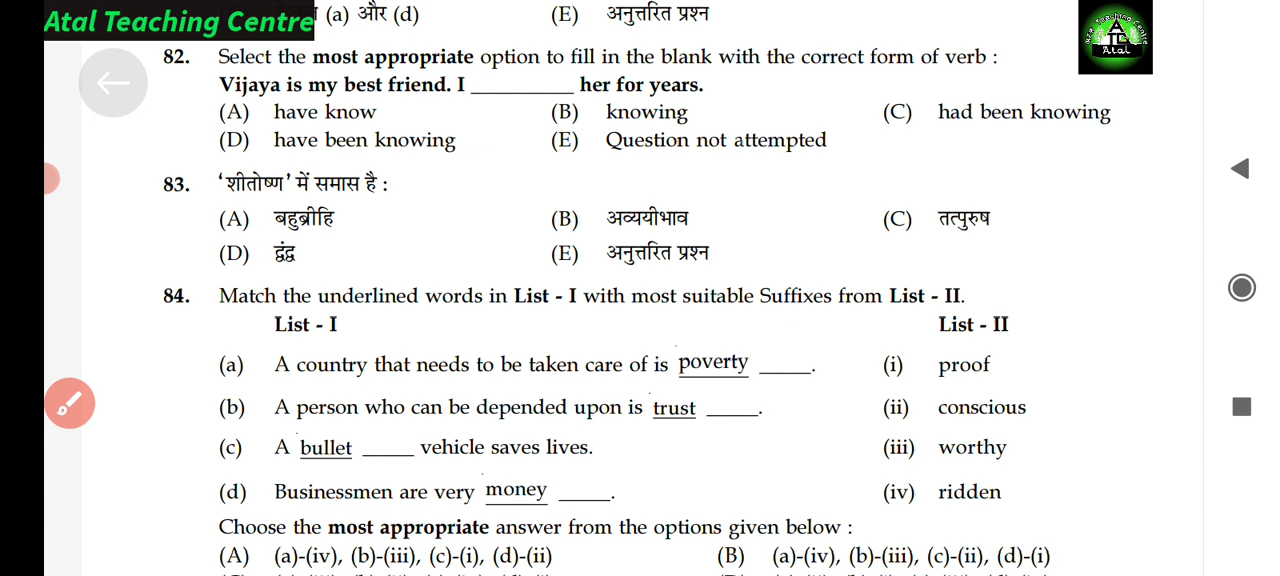 Atal Teaching Centre
(a) और (d) (E) अनुत्तरित प्रश्न
82. Select the most appropriate option to fill in the blank with the correct form of verb :
Vijaya is my best friend. I __________ her for years.
(A) have know (B) knowing (C) had been knowing
(D) have been knowing (E) Question not attempted
83. ‘शीतोष्ण’ में समास है :
(A) बहुब्रीहि (B) अव्ययीभाव (C) तत्पुरुष
(D) द्वंद्व (E) अनुत्तरित प्रश्न
84. Match the underlined words in List - I with most suitable Suffixes from List - II.
List - I List - II
(a) A country that needs to be taken care of is poverty _____. (i) proof
(b) A person who can be depended upon is trust _____. (ii) conscious
(c) A bullet _____ vehicle saves lives. (iii) worthy
(d) Businessmen are very money _____. (iv) ridden
Choose the most appropriate answer from the options given below :
(A) (a)-(iv), (b)-(iii), (c)-(i), (d)-(ii) (B) (a)-(iv), (b)-(iii), (c)-(ii), (d)-(i)